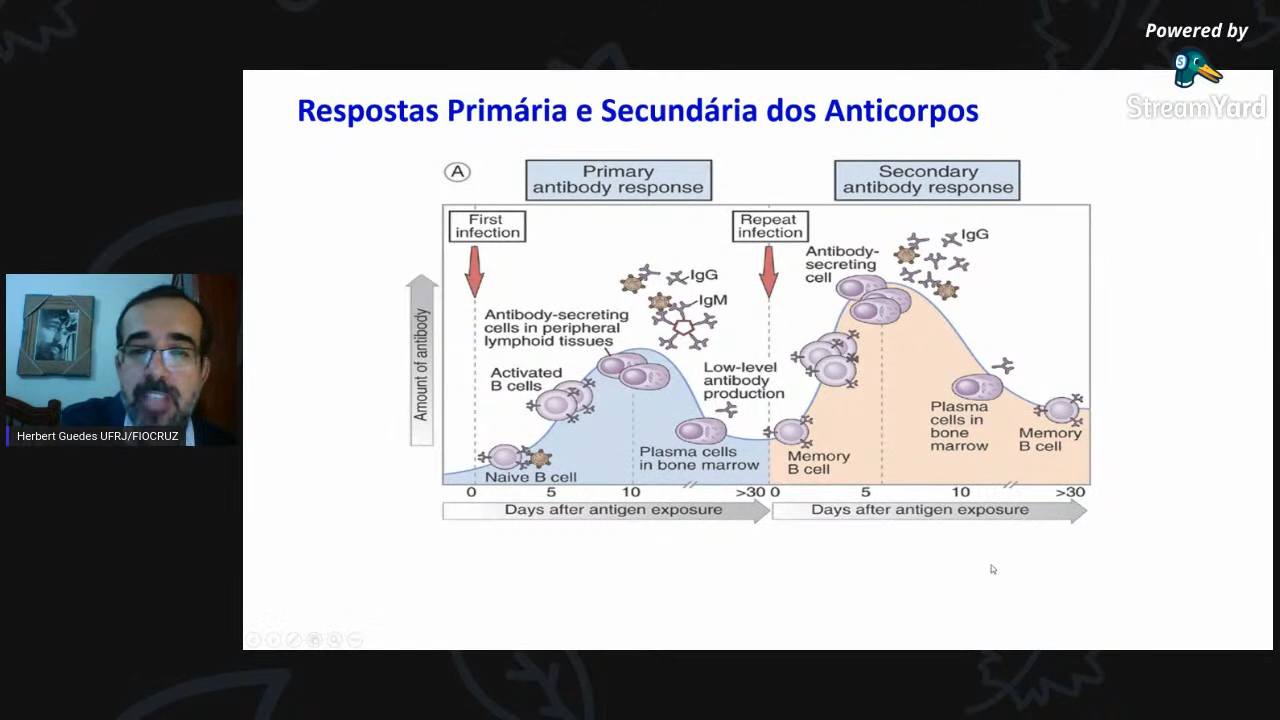 Powered by
StreamYard
Respostas Primária e Secundária dos Anticorpos
A
Primary
antibody response
Secondary
antibody response
First
infection
Repeat
infection
IgG
IgM
Antibody-secreting
cells in peripheral
lymphoid tissues
Activated
B cells
Naive B cell
Low-level
antibody
production
Plasma cells
in bone marrow
Antibody-
secreting
cell
IgG
Memory
B cell
Plasma
cells in
bone
marrow
Memory
B cell
Amount of antibody
0 5 10 >30 0 5 10 >30
Days after antigen exposure
Days after antigen exposure
Herbert Guedes UFRJ/FIOCRUZ